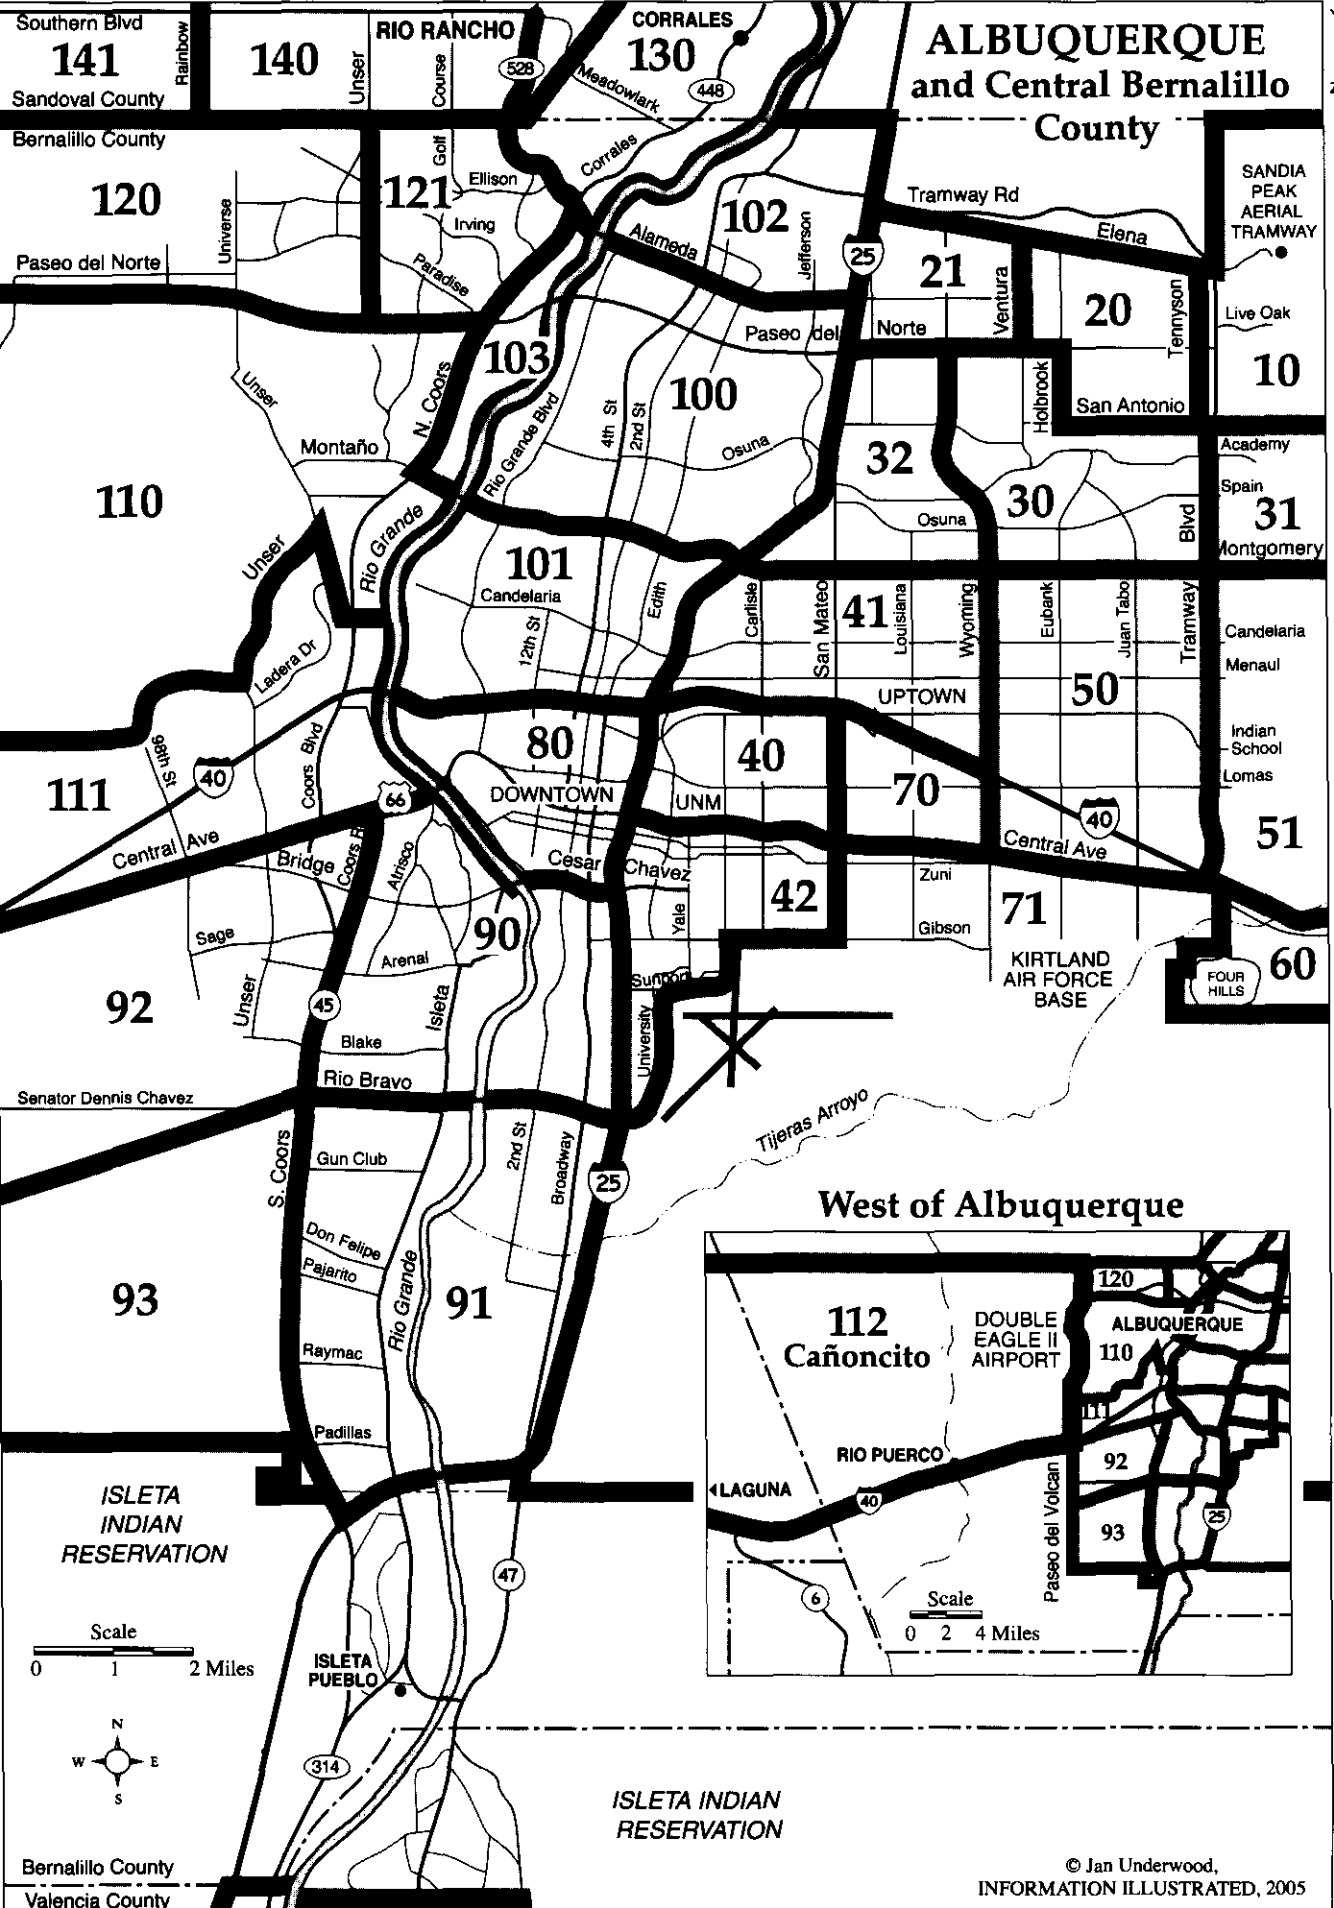 Southern Blvd
141
Sandoval County
Rainbow
140
Unser
RIO RANCHO
Course
528
CORRALES
130
Meadowlark
448
ALBUQUERQUE
and Central Bernalillo
County
Bernalillo County
120
Universe
Golf
121
Ellison
Irving
Paradise
Corrales
102
Alameda
Jefferson
25
Tramway Rd
Elena
SANDIA
PEAK
AERIAL
TRAMWAY
Paseo del Norte
21
Ventura
20
Tennyson
Live Oak
10
Paseo del
Norte
103
N. Coors
Rio Grande Blvd
4th St
2nd St
100
Osuna
Holbrook
San Antonio
Academy
Unser
Montaño
110
32
30
Spain
31
Osuna
Blvd
Montgomery
Unser
Rio Grande
101
Candelaria
Edith
12th St
Carlisle
San Mateo
41
Louisiana
Wyoming
Eubank
Juan Tabo
Tramway
Candelaria
Menaul
Ladera Dr
UPTOWN
50
98th St
40
Coors Blvd
80
40
Indian
School
Lomas
111
66
DOWNTOWN
UNM
70
40
51
Central Ave
Central Ave
Bridge
Coors R
Atrisco
Cesar
Chavez
Zuni
42
71
90
Yale
Gibson
Sage
Arenal
KIRTLAND
AIR FORCE
BASE
FOUR
HILLS
60
92
Unser
45
Isleta
Sunport
University
Blake
Rio Bravo
Senator Dennis Chavez
Tijeras Arroyo
S. Coors
Gun Club
2nd St
Broadway
25
Don Felipe
Pajarito
93
Rio Grande
91
Raymac
Padillas
West of Albuquerque
112
Cañoncito
DOUBLE
EAGLE II
AIRPORT
120
ALBUQUERQUE
110
111
RIO PUERCO
LAGUNA
40
92
93
25
Paseo del Volcan
6
Scale
0 2 4 Miles
ISLETA
INDIAN
RESERVATION
47
Scale
0 1 2 Miles
ISLETA
PUEBLO
N
W E
S
314
ISLETA INDIAN
RESERVATION
Bernalillo County
Valencia County
© Jan Underwood,
INFORMATION ILLUSTRATED, 2005